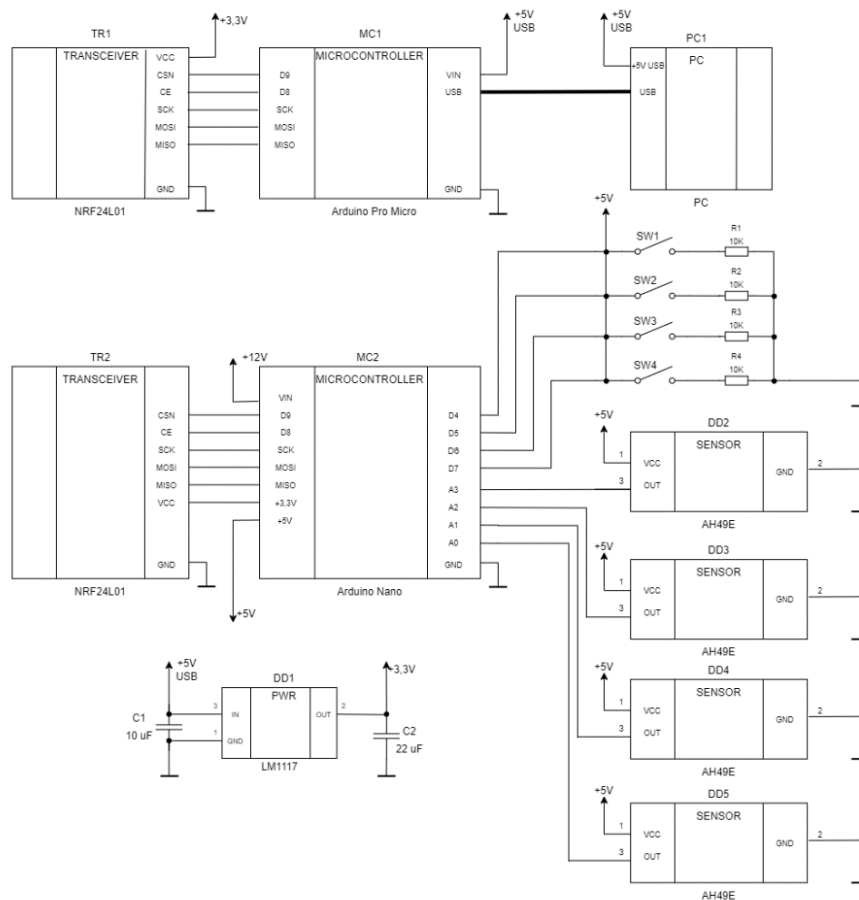 TR1
TRANSCEIVER
VCC
CSN
CE
SCK
MOSI
MISO
GND
NRF24L01
+3,3V
MC1
MICROCONTROLLER
D9
D8
SCK
MOSI
MISO
VIN
USB
GND
Arduino Pro Micro
+5V
USB
+5V
USB
PC1
PC
+5V USB
USB
PC
+5V
SW1
R1
10K
SW2
R2
10K
SW3
R3
10K
SW4
R4
10K
TR2
TRANSCEIVER
CSN
CE
SCK
MOSI
MISO
VCC
GND
NRF24L01
+12V
MC2
MICROCONTROLLER
VIN
D9
D8
SCK
MOSI
MISO
+3,3V
+5V
D4
D5
D6
D7
A3
A2
A1
A0
GND
Arduino Nano
+5V
+5V
DD2
SENSOR
1
VCC
3
OUT
GND
2
AH49E
+5V
DD3
SENSOR
1
VCC
3
OUT
GND
2
AH49E
+5V
DD4
SENSOR
1
VCC
3
OUT
GND
2
AH49E
+5V
DD5
SENSOR
1
VCC
3
OUT
GND
2
AH49E
+5V
USB
C1
10 uF
DD1
PWR
3
IN
1
GND
OUT
2
LM1117
+3,3V
C2
22 uF